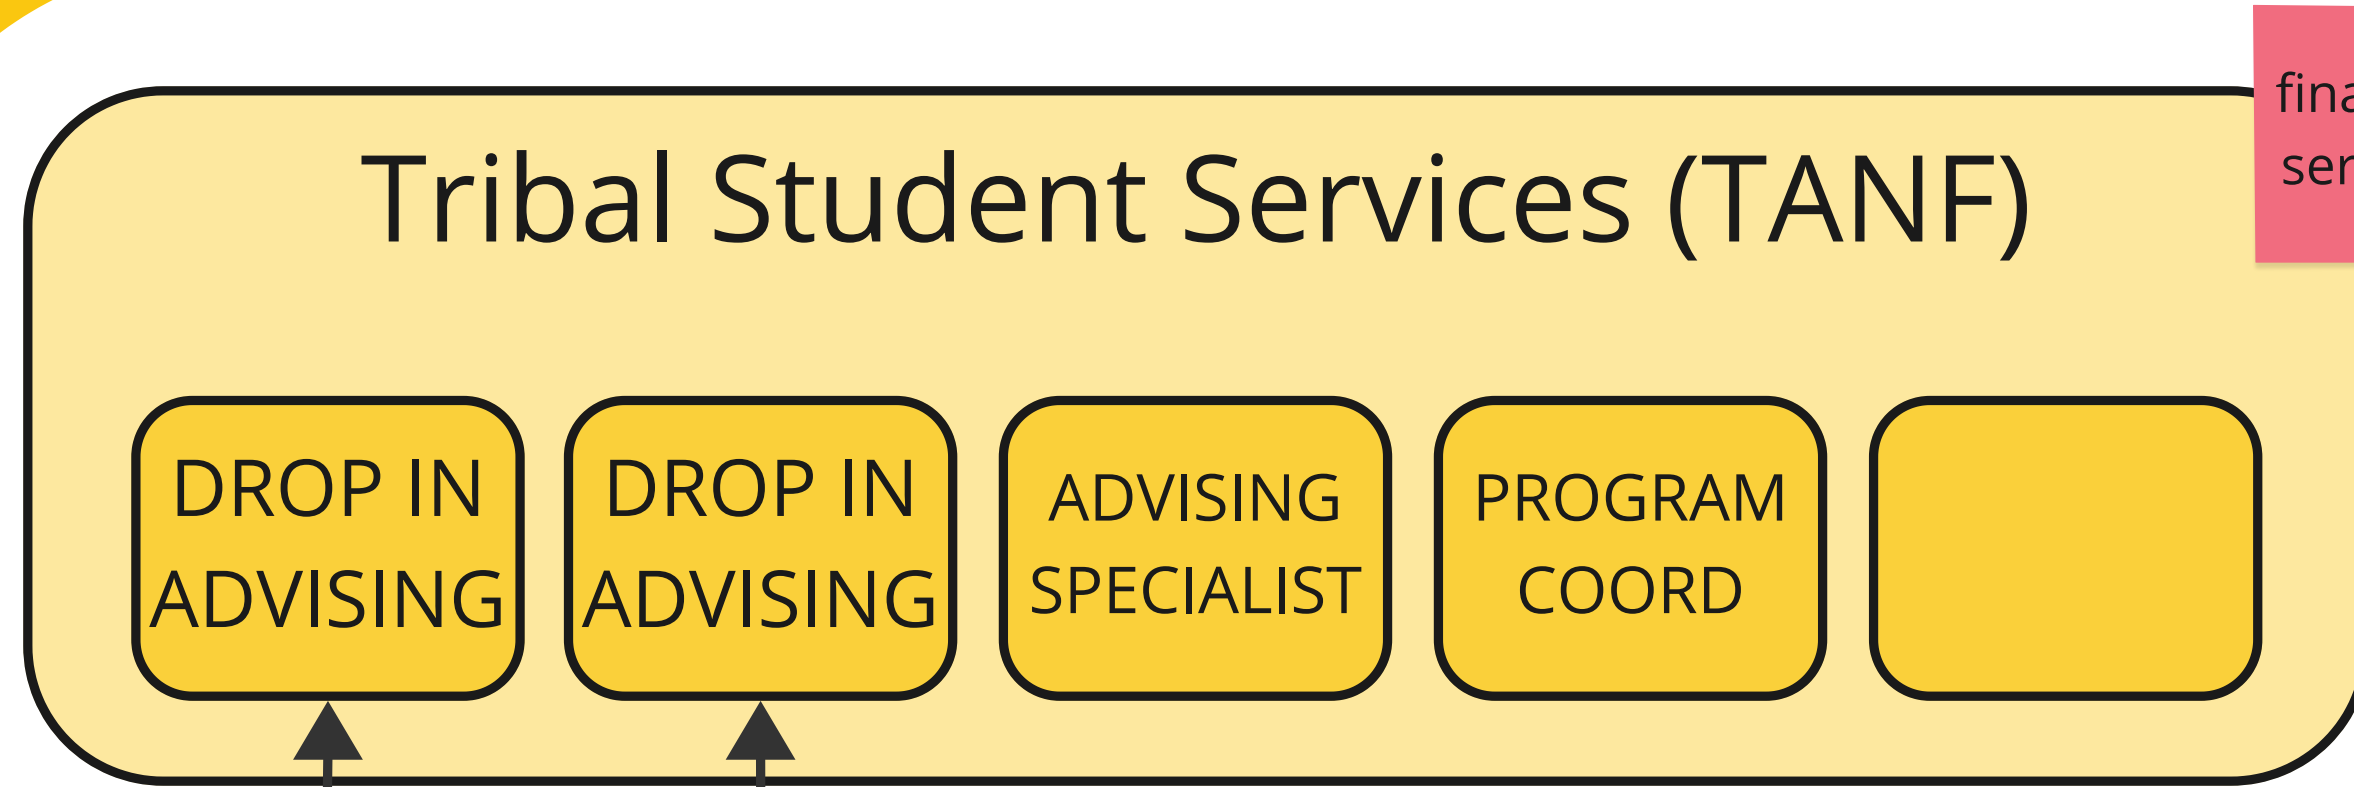 Tribal Student Services (TANF)
DROP IN
ADVISING
DROP IN
ADVISING
ADVISING
SPECIALIST
PROGRAM
COORD